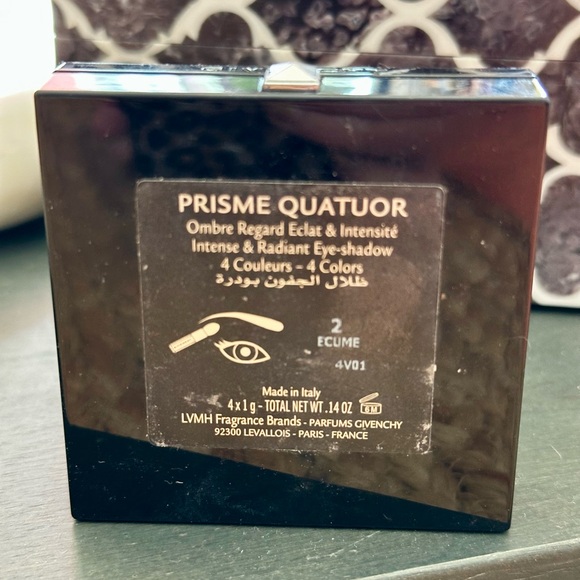 PRISME QUATUOR
Ombre Regard Eclat & Intensité
Intense & Radiant Eye-shadow
4 Couleurs - 4 Colors
ظلال الجفون بودرة
2
ECUME
4V01
Made in Italy
4 x 1 g - TOTAL NET WT. .14 OZ 6 M
LVMH Fragrance Brands - PARFUMS GIVENCHY
92300 LEVALLOIS - PARIS - FRANCE